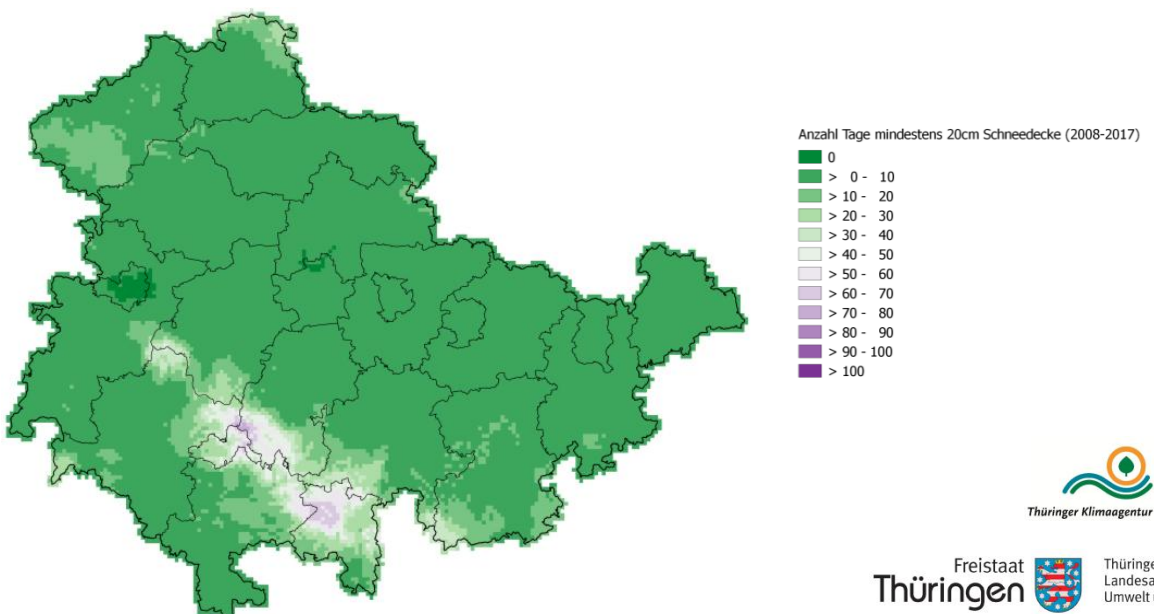 Anzahl Tage mindestens 20cm Schneedecke (2008-2017)
0
> 0 - 10
> 10 - 20
> 20 - 30
> 30 - 40
> 40 - 50
> 50 - 60
> 60 - 70
> 70 - 80
> 80 - 90
> 90 - 100
> 100
Thüringer Klimaagentur
Freistaat
Thüringen